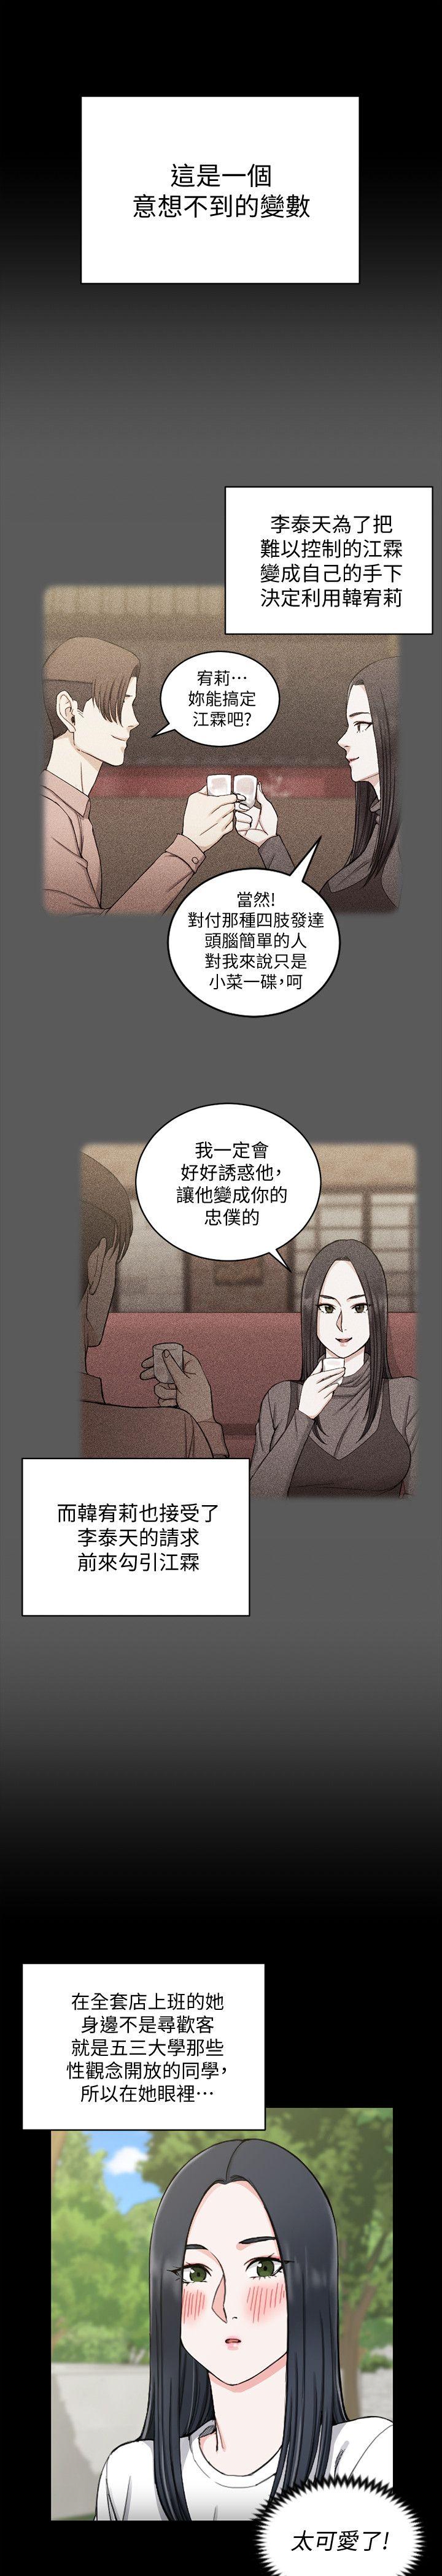 這是一個
意想不到的變數
李泰天為了把
難以控制的江霖
變成自己的手下
決定利用韓宥莉
宥莉…
妳能搞定
江霖吧?
當然!
對付那種四肢發達
頭腦簡單的人
對我來說只是
小菜一碟,呵
我一定會
好好誘惑他,
讓他變成你的
忠僕的
而韓宥莉也接受了
李泰天的請求
前來勾引江霖
在全套店上班的她
身邊不是尋歡客
就是五三大學那些
性觀念開放的同學,
所以在她眼裡…
太可愛了!